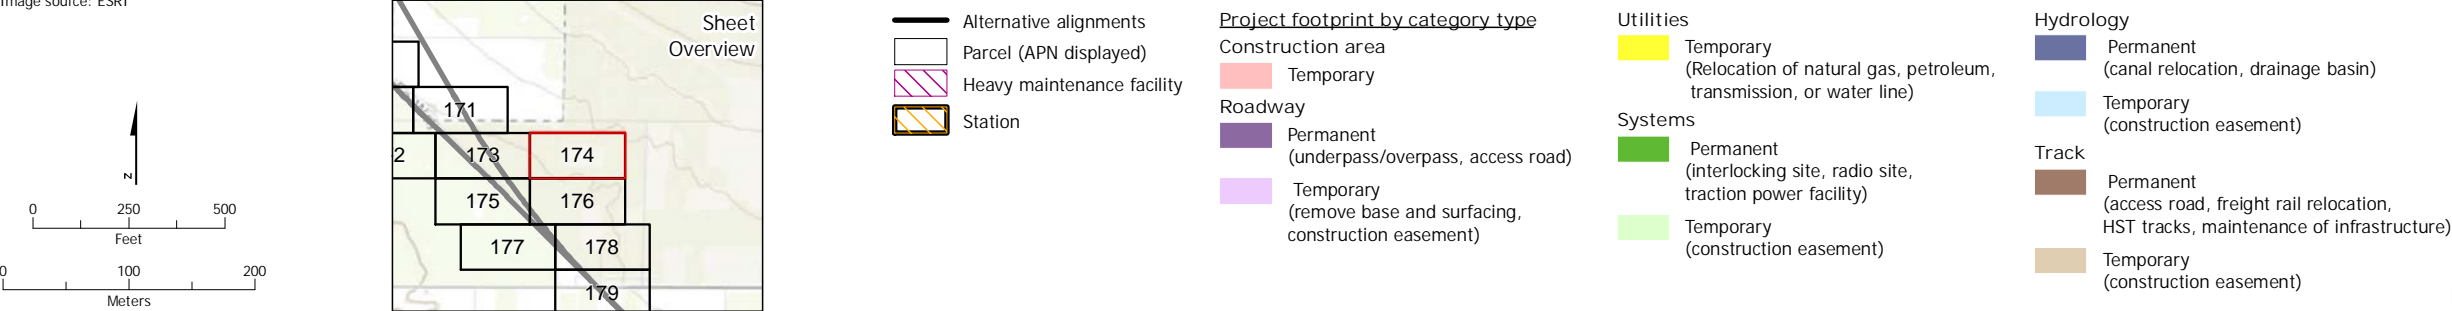 Image source: ESRI
N
0 250 500
Feet
0 100 200
Meters
Sheet
Overview
171
2 173 174
175 176
177 178
179
Alternative alignments
Parcel (APN displayed)
Heavy maintenance facility
Station
Project footprint by category type
Construction area
Temporary
Roadway
Permanent
(underpass/overpass, access road)
Temporary
(remove base and surfacing,
construction easement)
Utilities
Temporary
(Relocation of natural gas, petroleum,
transmission, or water line)
Systems
Permanent
(interlocking site, radio site,
traction power facility)
Temporary
(construction easement)
Hydrology
Permanent
(canal relocation, drainage basin)
Temporary
(construction easement)
Track
Permanent
(access road, freight rail relocation,
HST tracks, maintenance of infrastructure)
Temporary
(construction easement)